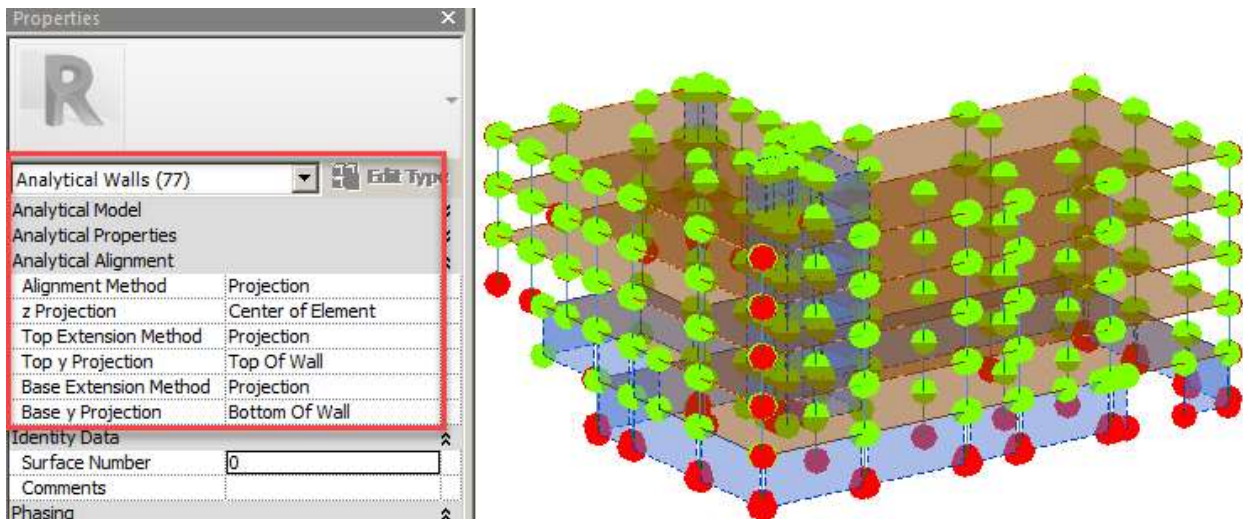 Properties
R
Analytical Walls (77) Edit Type
Analytical Model
Analytical Properties
Analytical Alignment
Alignment Method Projection
z Projection Center of Element
Top Extension Method Projection
Top y Projection Top Of Wall
Base Extension Method Projection
Base y Projection Bottom Of Wall
Identity Data
Surface Number 0
Comments
Phasing